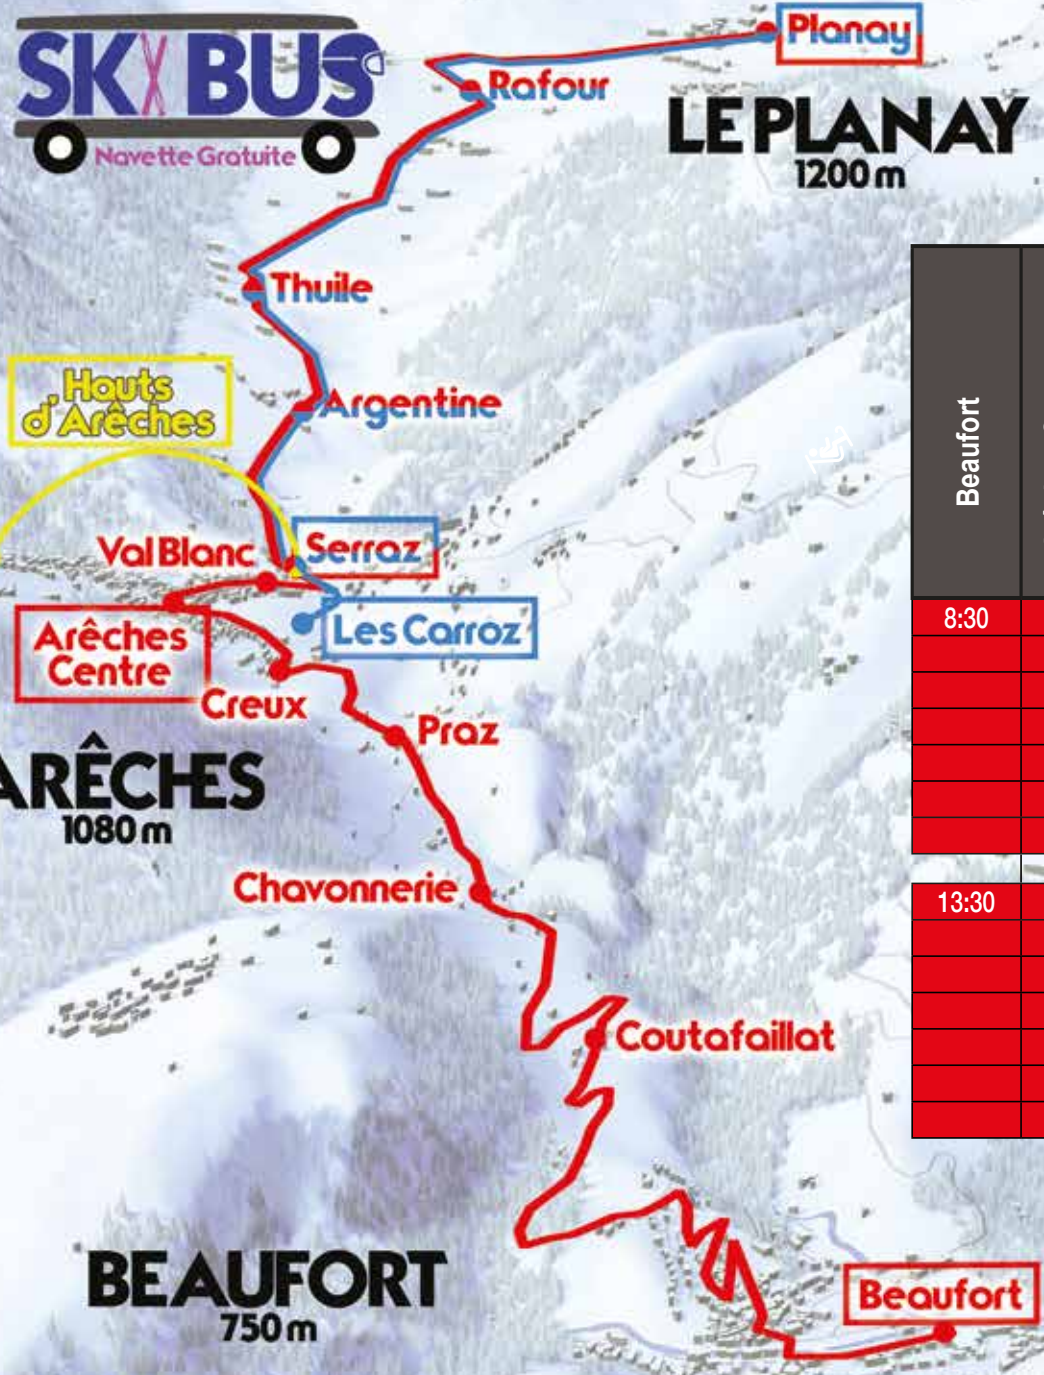 SKI BUS
Navette Gratuite
Planay
Rafour
LE PLANAY
1200 m
Thuile
Hauts
d'Arêches
Argentine
Beaufort
Val Blanc
Serraz
Arêches
Centre
Les Carroz
8:30
Creux
Praz
ARÊCHES
1080 m
Chavonnerie
13:30
Coutafaillat
BEAUFORT
750 m
Beaufort